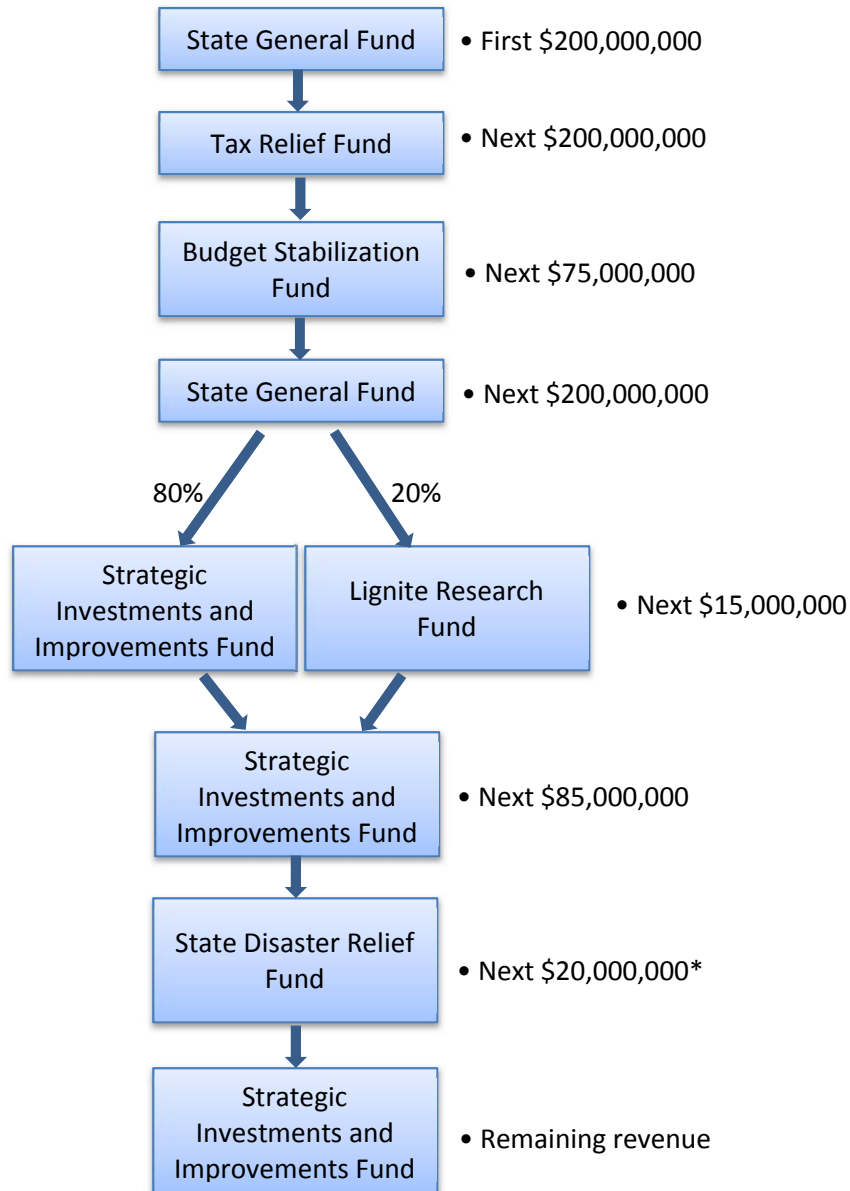 State General Fund
• First $200,000,000
Tax Relief Fund
• Next $200,000,000
Budget Stabilization
Fund
• Next $75,000,000
State General Fund
• Next $200,000,000
80%
20%
Strategic
Investments and
Improvements Fund
Lignite Research
Fund
• Next $15,000,000
Strategic
Investments and
Improvements Fund
• Next $85,000,000
State Disaster Relief
Fund
• Next $20,000,000*
Strategic
Investments and
Improvements Fund
• Remaining revenue